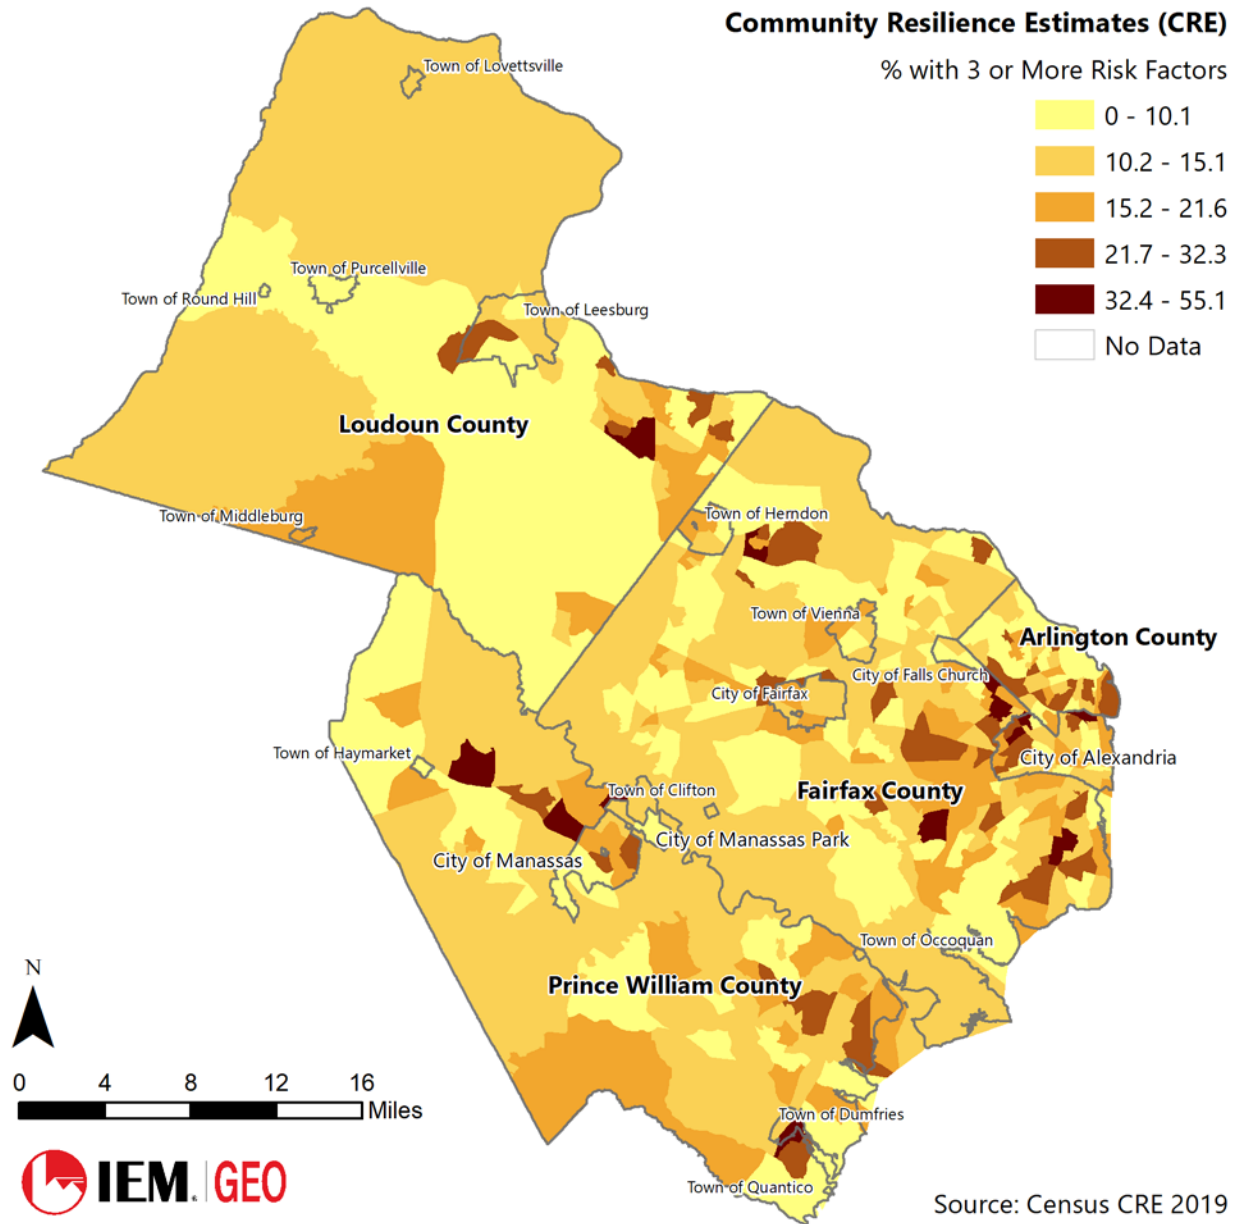 Community Resilience Estimates (CRE)
% with 3 or More Risk Factors
0 - 10.1
10.2 - 15.1
15.2 - 21.6
21.7 - 32.3
32.4 - 55.1
No Data
Town of Lovettsville
Town of Purcellville
Town of Round Hill
Town of Leesburg
Loudoun County
Town of Middleburg
Town of Herndon
Town of Vienna
Arlington County
City of Falls Church
City of Fairfax
Town of Haymarket
City of Alexandria
Town of Clifton
Fairfax County
City of Manassas Park
City of Manassas
Town of Occoquan
Prince William County
Town of Dumfries
Town of Quantico
N
0 4 8 12 16
Miles
IEM. GEO
Source: Census CRE 2019